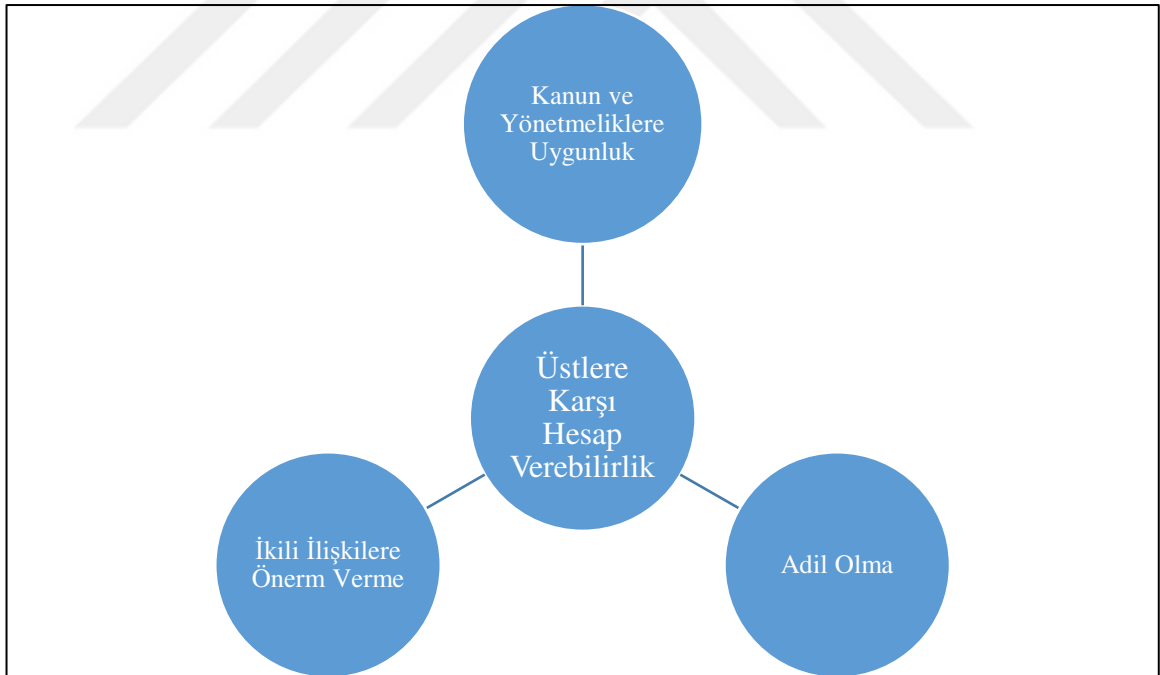 Kanun ve
Yönetmeliklere
Uygunluk
Üstlere
Karşı
Hesap
Verebilirlik
İkili İlişkilere
Önerm Verme
Adil Olma